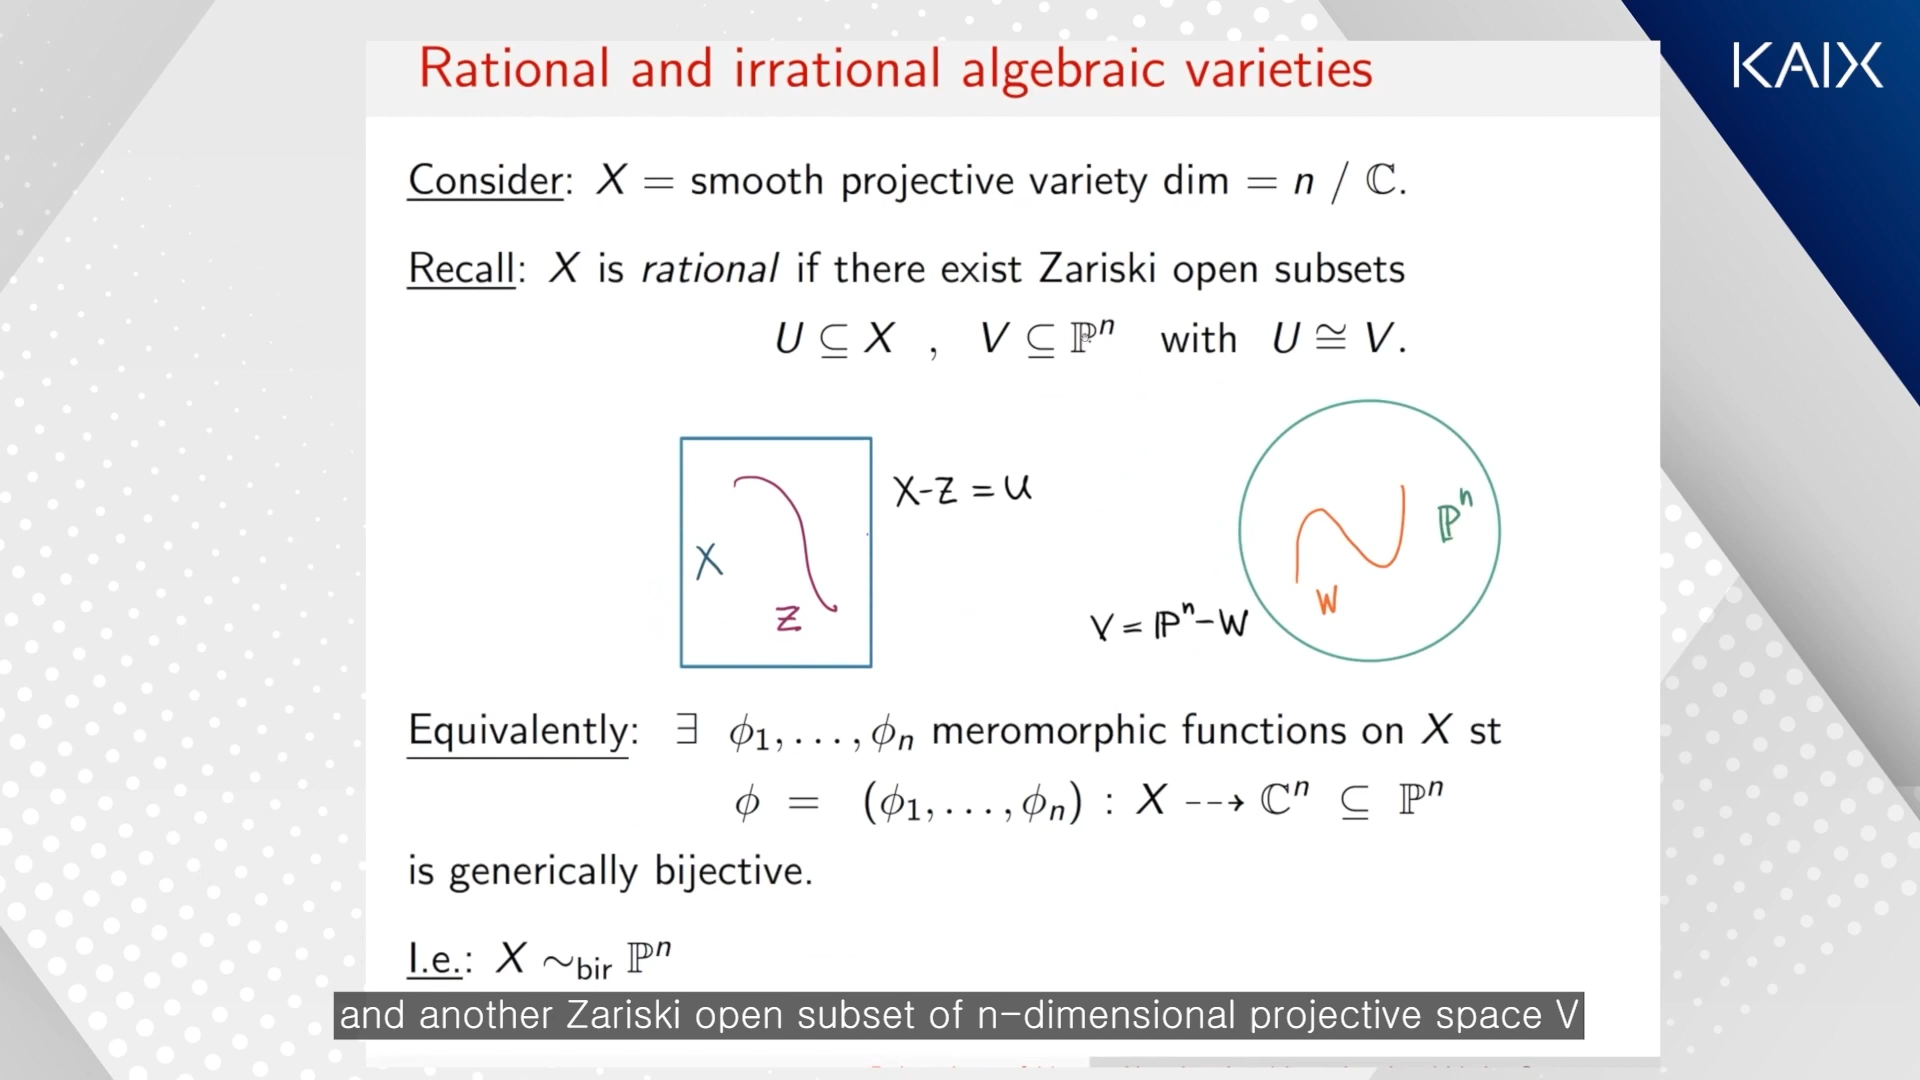 Rational and irrational algebraic varieties
KAIX
Consider: X = smooth projective variety dim = n / ℂ.
Recall: X is rational if there exist Zariski open subsets
U ⊆ X , V ⊆ ℙⁿ with U ≅ V.
X-Z = U
X
Z
ℙⁿ
W
V = ℙⁿ-W
Equivalently: ∃ ϕ₁, . . . , ϕₙ meromorphic functions on X st
ϕ = (ϕ₁, . . . , ϕₙ) : X ⇢ ℂⁿ ⊆ ℙⁿ
is generically bijective.
I.e.: X ∼bir ℙⁿ
and another Zariski open subset of n-dimensional projective space V